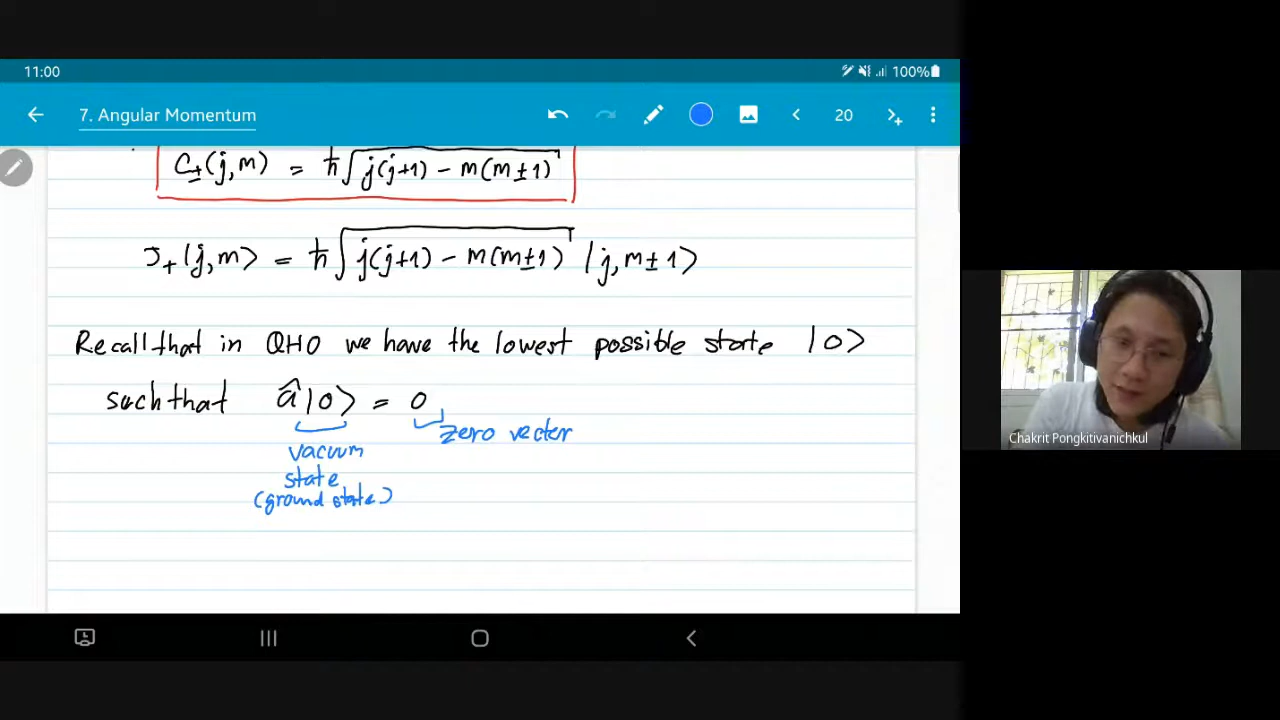 11:00
100%
7. Angular Momentum
20
C±(j,m) = ħ√j(j+1) - m(m±1)
J±|j,m> = ħ√j(j+1) - m(m±1) |j,m±1>
Recall that in QHO we have the lowest possible state |0>
such that â|0> = 0
zero vector
vacuum
state
(ground state)
Chakrit Pongkitivanichkul